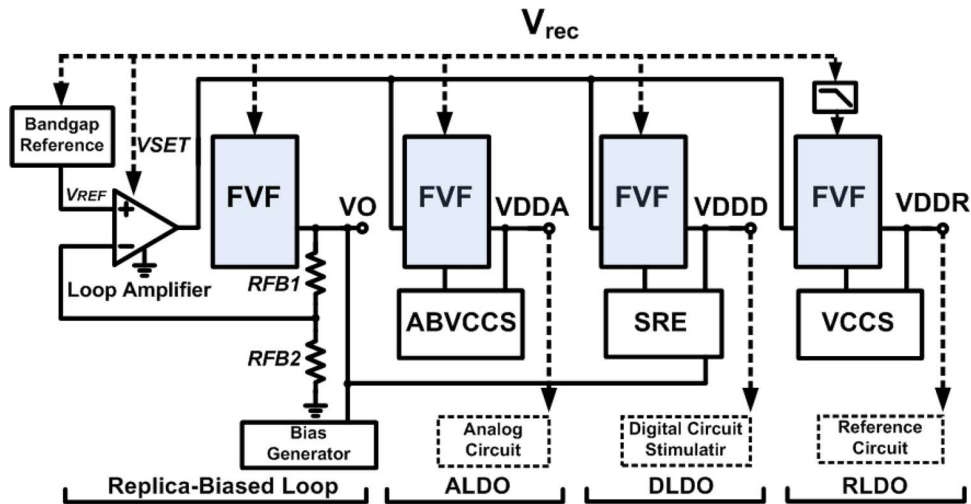 Vrec
Bandgap
Reference
VSET
VREF
+
−
Loop Amplifier
FVF
VO
RFB1
RFB2
Bias
Generator
FVF
VDDA
ABVCCS
Analog
Circuit
FVF
VDDD
SRE
Digital Circuit
Stimulatir
FVF
VDDR
VCCS
Reference
Circuit
Replica-Biased Loop
ALDO
DLDO
RLDO